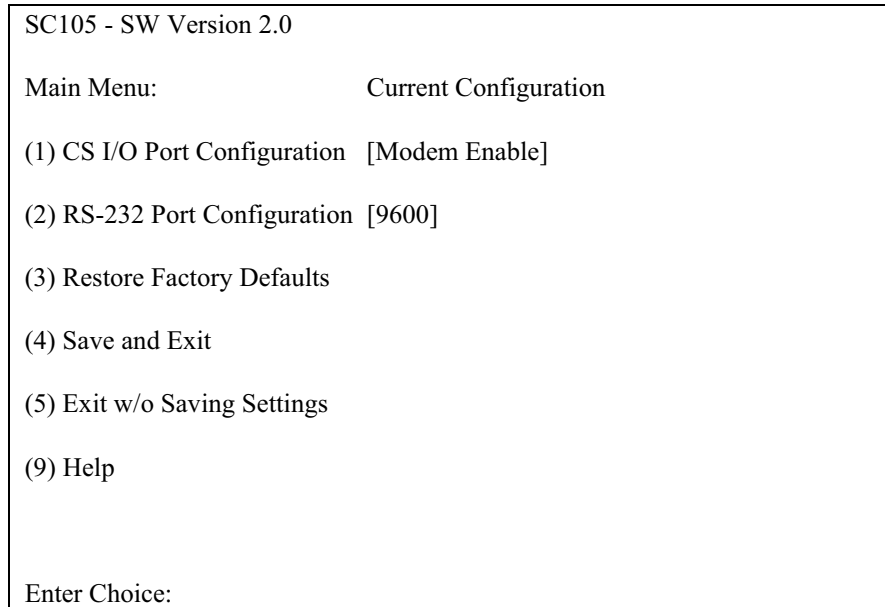 SC105 - SW Version 2.0
Main Menu: Current Configuration
(1) CS I/O Port Configuration [Modem Enable]
(2) RS-232 Port Configuration [9600]
(3) Restore Factory Defaults
(4) Save and Exit
(5) Exit w/o Saving Settings
(9) Help
Enter Choice: